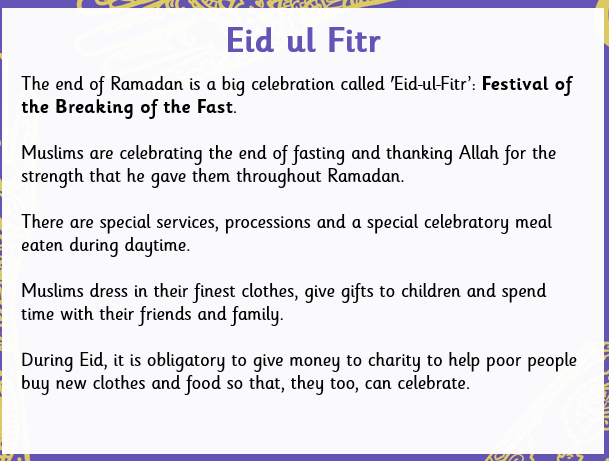 Eid ul Fitr
The end of Ramadan is a big celebration called 'Eid-ul-Fitr’: Festival of
the Breaking of the Fast.
Muslims are celebrating the end of fasting and thanking Allah for the
strength that he gave them throughout Ramadan.
There are special services, processions and a special celebratory meal
eaten during daytime.
Muslims dress in their finest clothes, give gifts to children and spend
time with their friends and family.
During Eid, it is obligatory to give money to charity to help poor people
buy new clothes and food so that, they too, can celebrate.